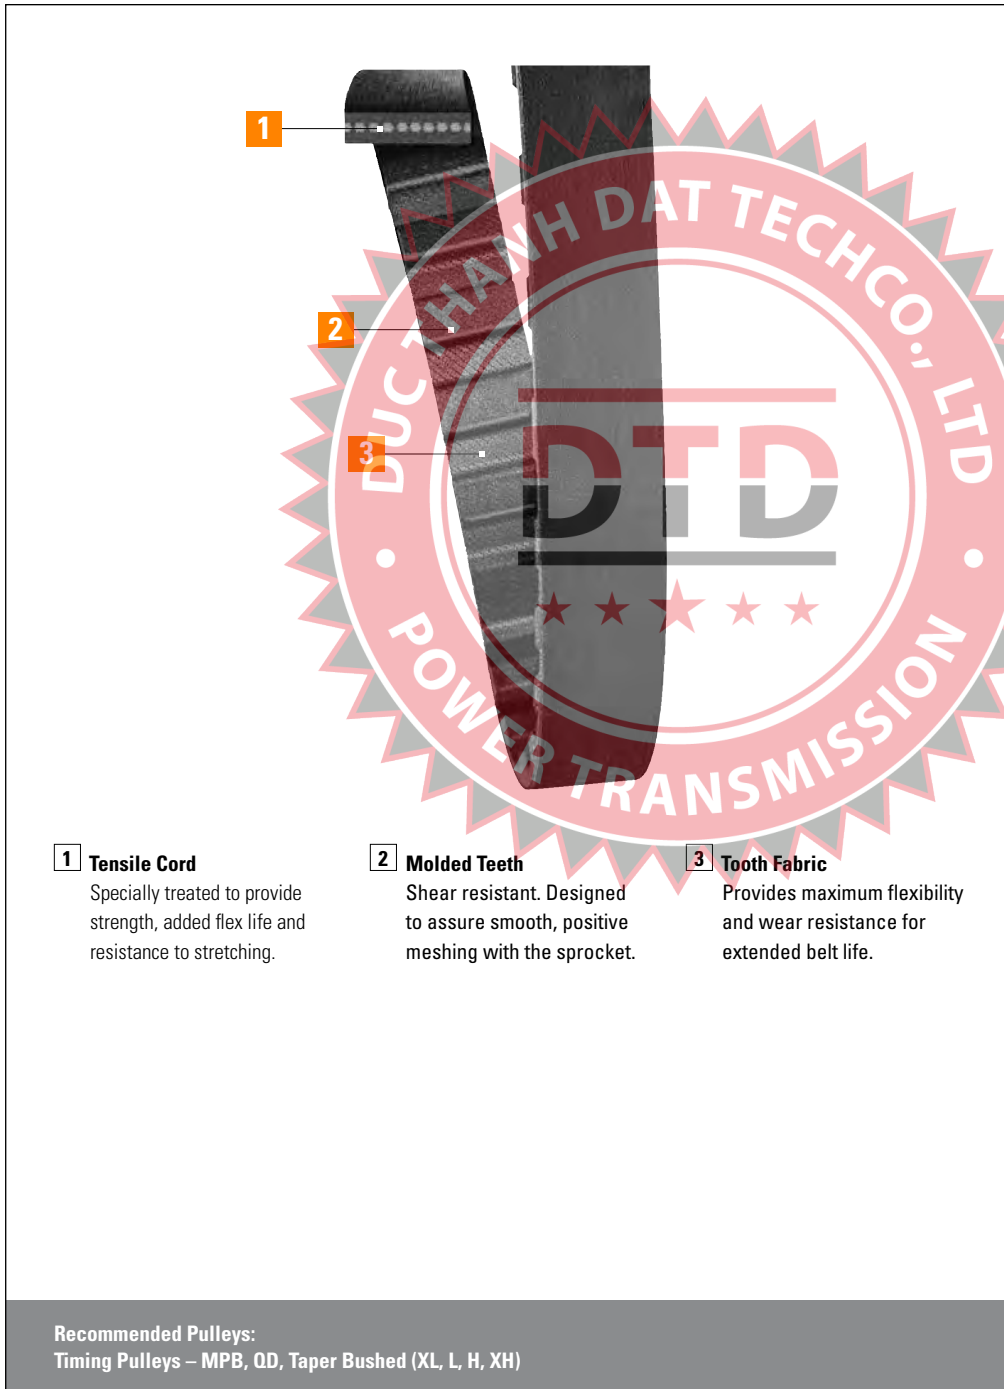 1
2
3
DUC THANH DAT TECHCO., LTD
DTD
POWER TRANSMISSION
1 Tensile Cord
Specially treated to provide
strength, added flex life and
resistance to stretching.
2 Molded Teeth
Shear resistant. Designed
to assure smooth, positive
meshing with the sprocket.
3 Tooth Fabric
Provides maximum flexibility
and wear resistance for
extended belt life.
Recommended Pulleys:
Timing Pulleys – MPB, QD, Taper Bushed (XL, L, H, XH)